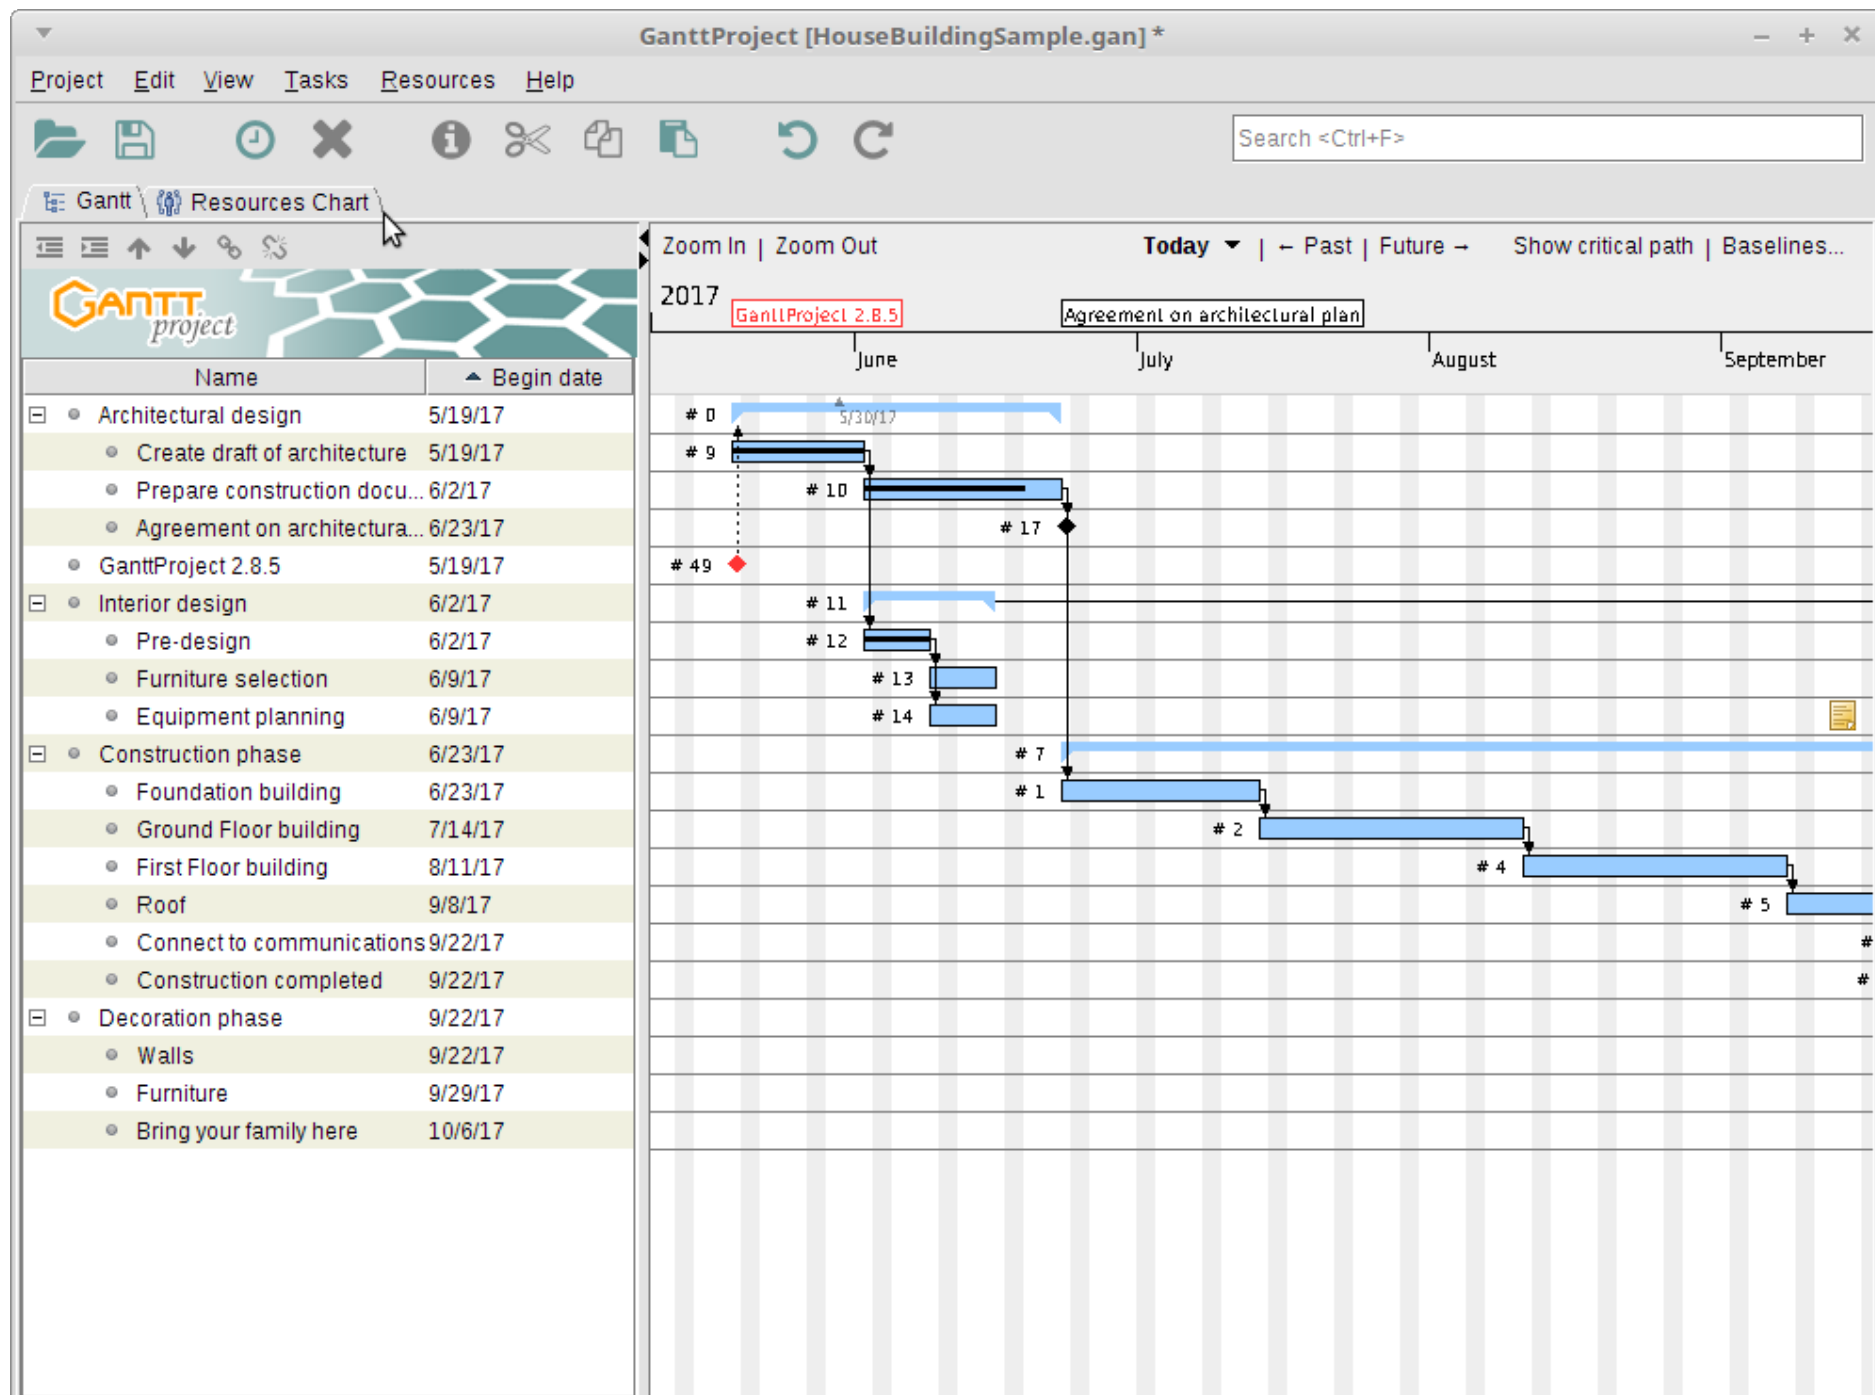 GanttProject [HouseBuildingSample.gan] *
Project Edit View Tasks Resources Help
Search <Ctrl+F>
Gantt Resources Chart
Zoom In | Zoom Out Today | ← Past | Future → Show critical path | Baselines...
GANTT
project
2017
GanttProject 2.8.5 Agreement on architectural plan
June July August September
Name Begin date
Architectural design 5/19/17 # 0 5/30/17
Create draft of architecture 5/19/17 # 9
Prepare construction docu... 6/2/17 # 10
Agreement on architectura... 6/23/17 # 17
GanttProject 2.8.5 5/19/17 # 49
Interior design 6/2/17 # 11
Pre-design 6/2/17 # 12
Furniture selection 6/9/17 # 13
Equipment planning 6/9/17 # 14
Construction phase 6/23/17 # 7
Foundation building 6/23/17 # 1
Ground Floor building 7/14/17 # 2
First Floor building 8/11/17 # 4
Roof 9/8/17 # 5
Connect to communications 9/22/17 #
Construction completed 9/22/17 #
Decoration phase 9/22/17
Walls 9/22/17
Furniture 9/29/17
Bring your family here 10/6/17